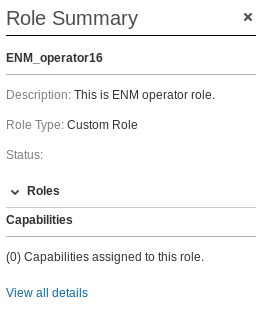 Role Summary
ENM_operator16
Description: This is ENM operator role.
Role Type: Custom Role
Status:
Roles
Capabilities
(0) Capabilities assigned to this role.
View all details